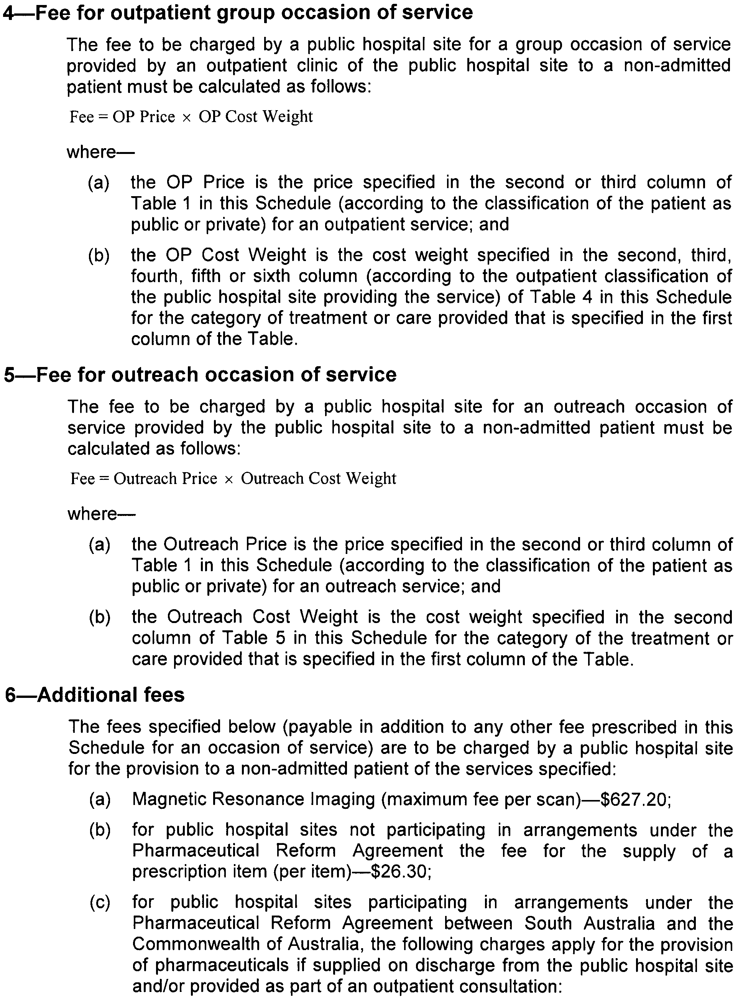 4—Fee for outpatient group occasion of service
The fee to be charged by a public hospital site for a group occasion of service
provided by an outpatient clinic of the public hospital site to a non-admitted
patient must be calculated as follows:
Fee = OP Price × OP Cost Weight
where—
(a) the OP Price is the price specified in the second or third column of
Table 1 in this Schedule (according to the classification of the patient as
public or private) for an outpatient service; and
(b) the OP Cost Weight is the cost weight specified in the second, third,
fourth, fifth or sixth column (according to the outpatient classification of
the public hospital site providing the service) of Table 4 in this Schedule
for the category of treatment or care provided that is specified in the first
column of the Table.
5—Fee for outreach occasion of service
The fee to be charged by a public hospital site for an outreach occasion of
service provided by the public hospital site to a non-admitted patient must be
calculated as follows:
Fee = Outreach Price × Outreach Cost Weight
where—
(a) the Outreach Price is the price specified in the second or third column of
Table 1 in this Schedule (according to the classification of the patient as
public or private) for an outreach service; and
(b) the Outreach Cost Weight is the cost weight specified in the second
column of Table 5 in this Schedule for the category of the treatment or
care provided that is specified in the first column of the Table.
6—Additional fees
The fees specified below (payable in addition to any other fee prescribed in this
Schedule for an occasion of service) are to be charged by a public hospital site
for the provision to a non-admitted patient of the services specified:
(a) Magnetic Resonance Imaging (maximum fee per scan)—$627.20;
(b) for public hospital sites not participating in arrangements under the
Pharmaceutical Reform Agreement the fee for the supply of a
prescription item (per item)—$26.30;
(c) for public hospital sites participating in arrangements under the
Pharmaceutical Reform Agreement between South Australia and the
Commonwealth of Australia, the following charges apply for the provision
of pharmaceuticals if supplied on discharge from the public hospital site
and/or provided as part of an outpatient consultation: